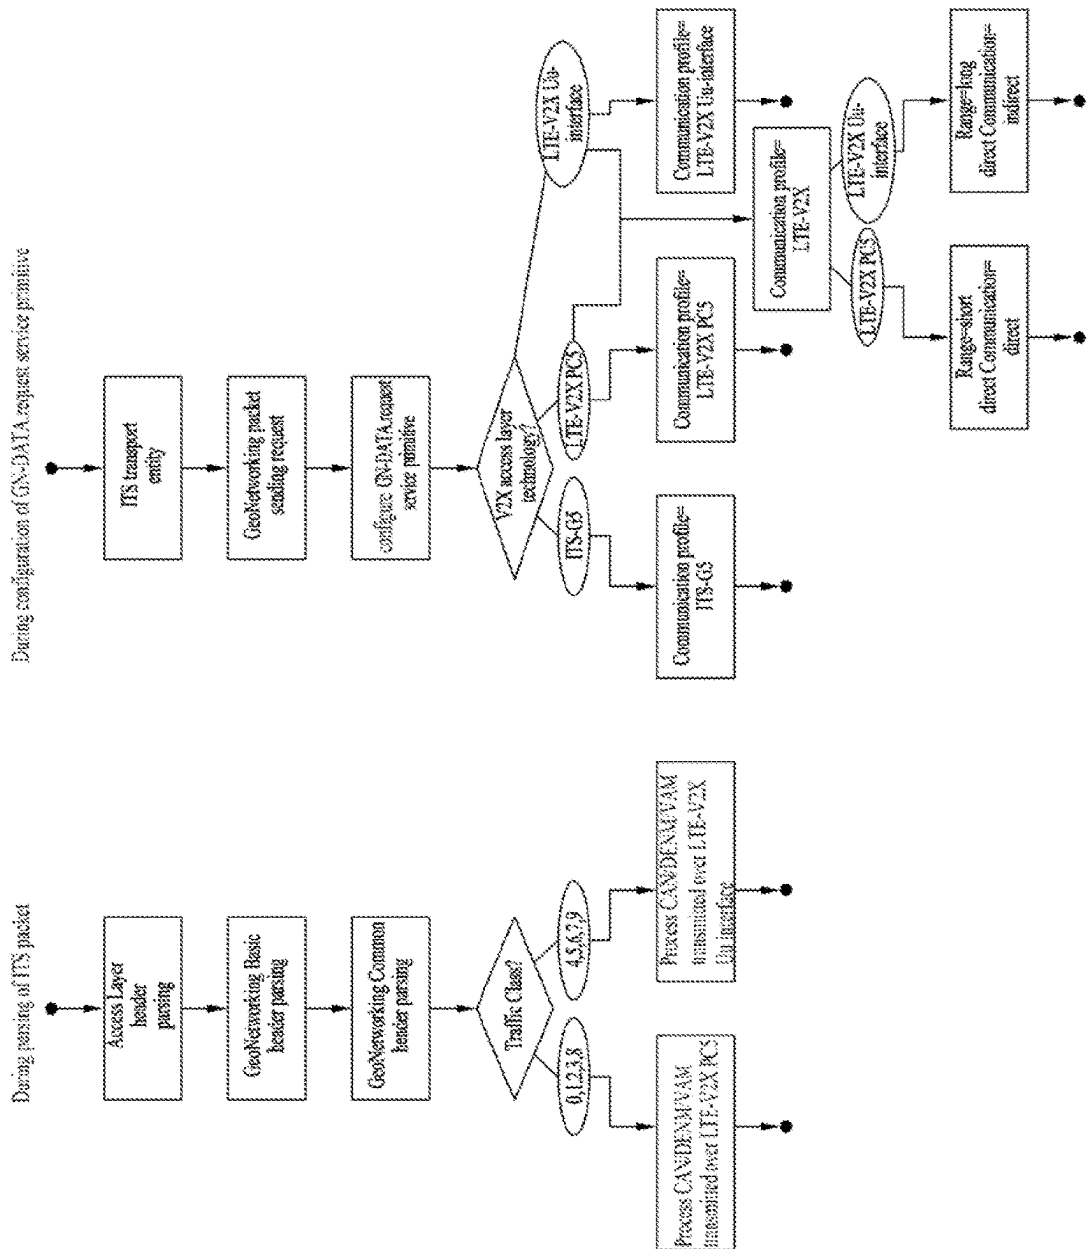 During parsing of ITS packet
Access Layer
header
parsing
GeoNetworking Basic
header parsing
GeoNetworking Common
header parsing
Traffic Class?
0,1,2,3,8
4,5,6,7,9
Process CAM/DENM/VAM
transmitted over LTE-V2X PC5
Process CAM/DENM/VAM
transmitted over LTE-V2X
Uu interface
During configuration of GN-DATA.request service primitive
ITS transport
entity
GeoNetworking packet
sending request
configure GN-DATA.request
service primitive
V2X access layer
technology?
ITS-G5
LTE-V2X PC5
LTE-V2X Uu-
interface
Communication profile=
ITS-G5
Communication profile=
LTE-V2X PC5
Communication profile=
LTE-V2X Uu-interface
Communication profile=
LTE-V2X
LTE-V2X PC5
LTE-V2X Uu-
interface
Range=short
direct Communication=
direct
Range=long
direct Communication=
indirect